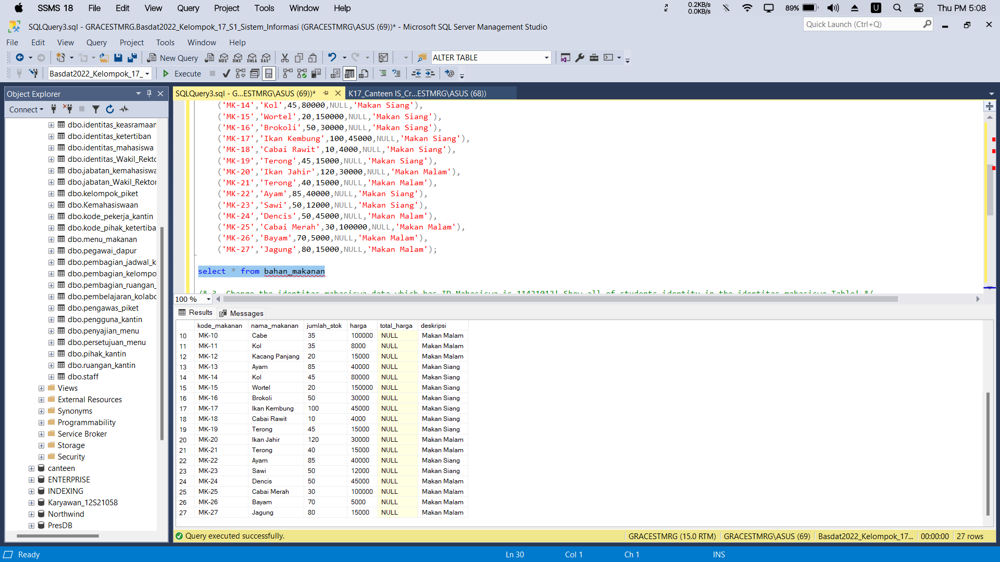 SSMS 18 File Edit View Query Project Tools Window Help 0.2KB/s 0.0KB/s 89% U Thu PM 5:08
SQLQuery3.sql - GRACESTMRG.Basdat2022_Kelompok_17_S1_Sistem_Informasi (GRACESTMRG\ASUS (69))* - Microsoft SQL Server Management Studio
Quick Launch (Ctrl+Q)
File Edit View Query Project Tools Window Help
New Query MDX DMX XMLA DAX ALTER TABLE
Basdat2022_Kelompok_17_ Execute
Object Explorer
Connect
dbo.identitas_keasramaan
dbo.identitas_ketertiban
dbo.identitas_mahasiswa
dbo.identitas_Wakil_Rekto
dbo.jabatan_kemahasiswa
dbo.jabatan_Wakil_Rektor
dbo.kelompok_piket
dbo.Kemahasiswaan
dbo.kode_pekerja_kantin
dbo.kode_pihak_ketertiba
dbo.menu_makanan
dbo.pegawai_dapur
dbo.pembagian_jadwal_k
dbo.pembagian_kelompo
dbo.pembagian_ruangan_
dbo.pembelajaran_kolabo
dbo.pengawas_piket
dbo.pengguna_kantin
dbo.penyajian_menu
dbo.persetujuan_menu
dbo.pihak_kantin
dbo.ruangan_kantin
dbo.staff
Views
External Resources
Synonyms
Programmability
Service Broker
Storage
Security
canteen
ENTERPRISE
INDEXING
Karyawan_12S21058
Northwind
PresDB
SQLQuery3.sql - G...ESTMRG\ASUS (69))* K17_Canteen IS_Cr...ESTMRG\ASUS (68))
('MK-14','Kol',45,80000,NULL,'Makan Siang'),
('MK-15','Wortel',20,150000,NULL,'Makan Siang'),
('MK-16','Brokoli',50,30000,NULL,'Makan Siang'),
('MK-17','Ikan Kembung',100,45000,NULL,'Makan Siang'),
('MK-18','Cabai Rawit',10,4000,NULL,'Makan Siang'),
('MK-19','Terong',45,15000,NULL,'Makan Siang'),
('MK-20','Ikan Jahir',120,30000,NULL,'Makan Malam'),
('MK-21','Terong',40,15000,NULL,'Makan Malam'),
('MK-22','Ayam',85,40000,NULL,'Makan Siang'),
('MK-23','Sawi',50,12000,NULL,'Makan Siang'),
('MK-24','Dencis',50,45000,NULL,'Makan Malam'),
('MK-25','Cabai Merah',30,100000,NULL,'Makan Malam'),
('MK-26','Bayam',70,5000,NULL,'Makan Malam'),
('MK-27','Jagung',80,15000,NULL,'Makan Malam');
select * from bahan_makanan
/* 3. Change the identitas_mahasiswa data which has ID_Mahasiswa is 11421012! Show all of students identity in the identitas_mahasiswa Table! */
100 %
Results Messages
kode_makanan nama_makanan jumlah_stok harga total_harga deskripsi
10 MK-10 Cabe 35 100000 NULL Makan Malam
11 MK-11 Kol 35 8000 NULL Makan Malam
12 MK-12 Kacang Panjang 20 15000 NULL Makan Malam
13 MK-13 Ayam 85 40000 NULL Makan Siang
14 MK-14 Kol 45 80000 NULL Makan Siang
15 MK-15 Wortel 20 150000 NULL Makan Siang
16 MK-16 Brokoli 50 30000 NULL Makan Siang
17 MK-17 Ikan Kembung 100 45000 NULL Makan Siang
18 MK-18 Cabai Rawit 10 4000 NULL Makan Siang
19 MK-19 Terong 45 15000 NULL Makan Siang
20 MK-20 Ikan Jahir 120 30000 NULL Makan Malam
21 MK-21 Terong 40 15000 NULL Makan Malam
22 MK-22 Ayam 85 40000 NULL Makan Siang
23 MK-23 Sawi 50 12000 NULL Makan Siang
24 MK-24 Dencis 50 45000 NULL Makan Malam
25 MK-25 Cabai Merah 30 100000 NULL Makan Malam
26 MK-26 Bayam 70 5000 NULL Makan Malam
27 MK-27 Jagung 80 15000 NULL Makan Malam
Query executed successfully. GRACESTMRG (15.0 RTM) GRACESTMRG\ASUS (69) Basdat2022_Kelompok_17... 00:00:00 27 rows
Ready Ln 30 Col 1 Ch 1 INS